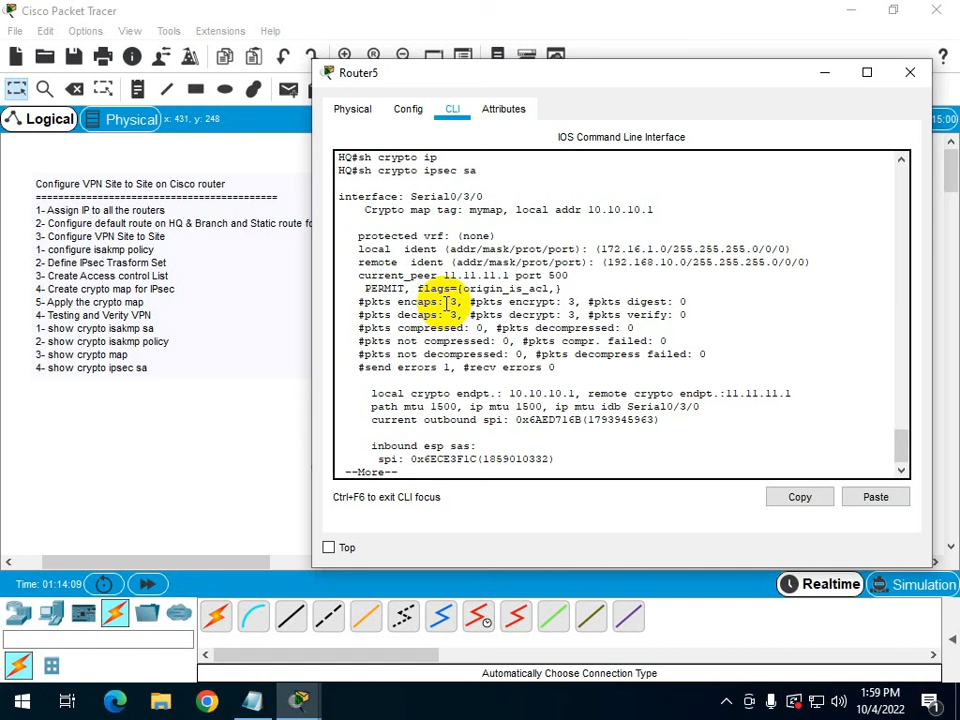 Cisco Packet Tracer
File Edit Options View Tools Extensions Help
Logical Physical x: 431, y: 248 15:00)
Configure VPN Site to Site on Cisco router
==========================================
1- Assign IP to all the routers
2- Configure default route on HQ & Branch and Static route fo
3- Configure VPN Site to Site
1- configure isakmp policy
2- Define IPsec Trasform Set
3- Create Access control List
4- Create crypto map for IPsec
5- Apply the crypto map
4- Testing and Verity VPN
1- show crypto isakmp sa
2- show crypto isakmp policy
3- show crypto map
4- show crypto ipsec sa
Router5
Physical Config CLI Attributes
IOS Command Line Interface
HQ#sh crypto ip
HQ#sh crypto ipsec sa
interface: Serial0/3/0
Crypto map tag: mymap, local addr 10.10.10.1
protected vrf: (none)
local ident (addr/mask/prot/port): (172.16.1.0/255.255.255.0/0/0)
remote ident (addr/mask/prot/port): (192.168.10.0/255.255.255.0/0/0)
current_peer 11.11.11.1 port 500
PERMIT, flags={origin_is_acl,}
#pkts encaps: 3, #pkts encrypt: 3, #pkts digest: 0
#pkts decaps: 3, #pkts decrypt: 3, #pkts verify: 0
#pkts compressed: 0, #pkts decompressed: 0
#pkts not compressed: 0, #pkts compr. failed: 0
#pkts not decompressed: 0, #pkts decompress failed: 0
#send errors 1, #recv errors 0
local crypto endpt.: 10.10.10.1, remote crypto endpt.:11.11.11.1
path mtu 1500, ip mtu 1500, ip mtu idb Serial0/3/0
current outbound spi: 0x6AED716B(1793945963)
inbound esp sas:
spi: 0x6ECE3F1C(1859010332)
--More--
Ctrl+F6 to exit CLI focus
Copy Paste
Top
Time: 01:14:09
Realtime Simulation
Automatically Choose Connection Type
1:59 PM
10/4/2022
1